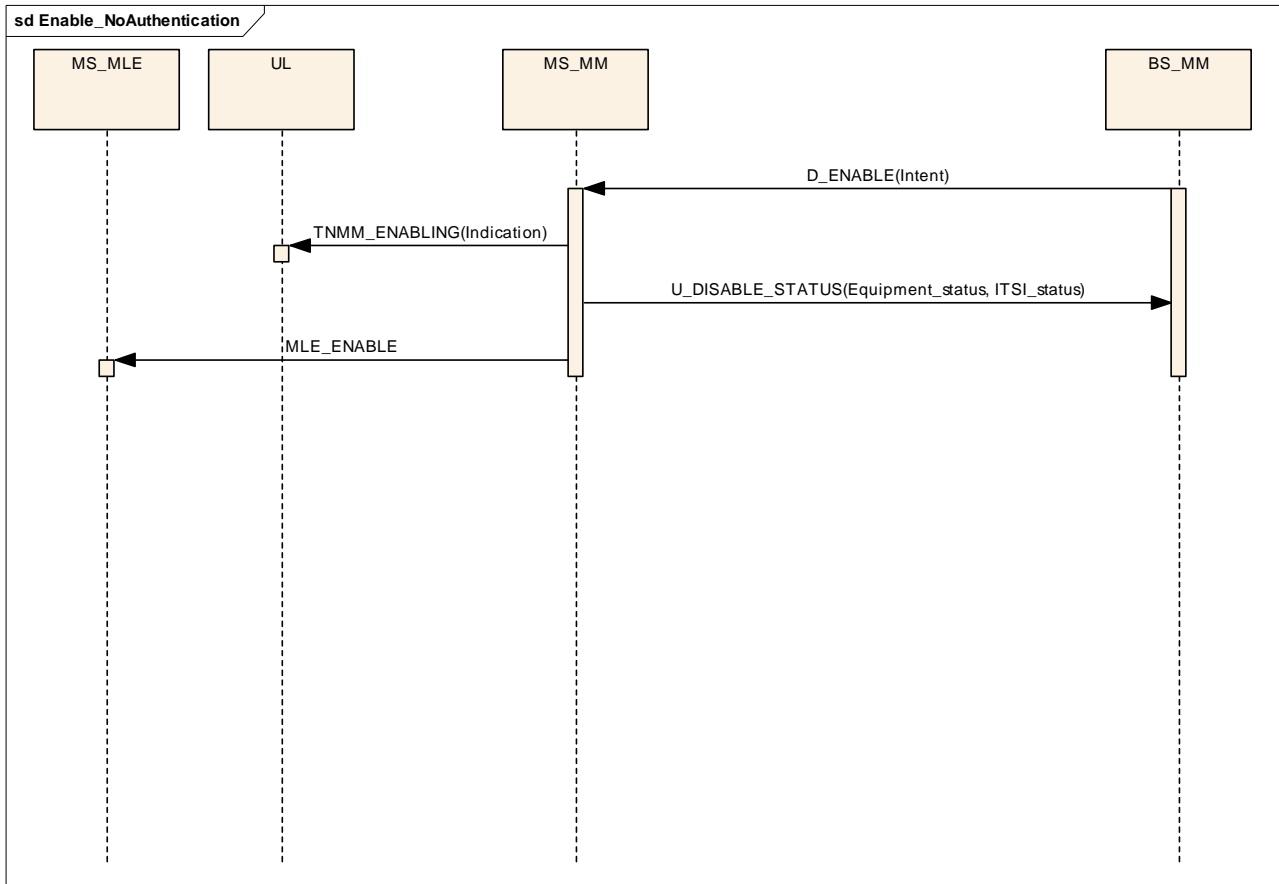 sd Enable_NoAuthentication
MS_MLE
UL
MS_MM
BS_MM
D_ENABLE(Intent)
TNMM_ENABLING(Indication)
U_DISABLE_STATUS(Equipment_status, ITSI_status)
MLE_ENABLE